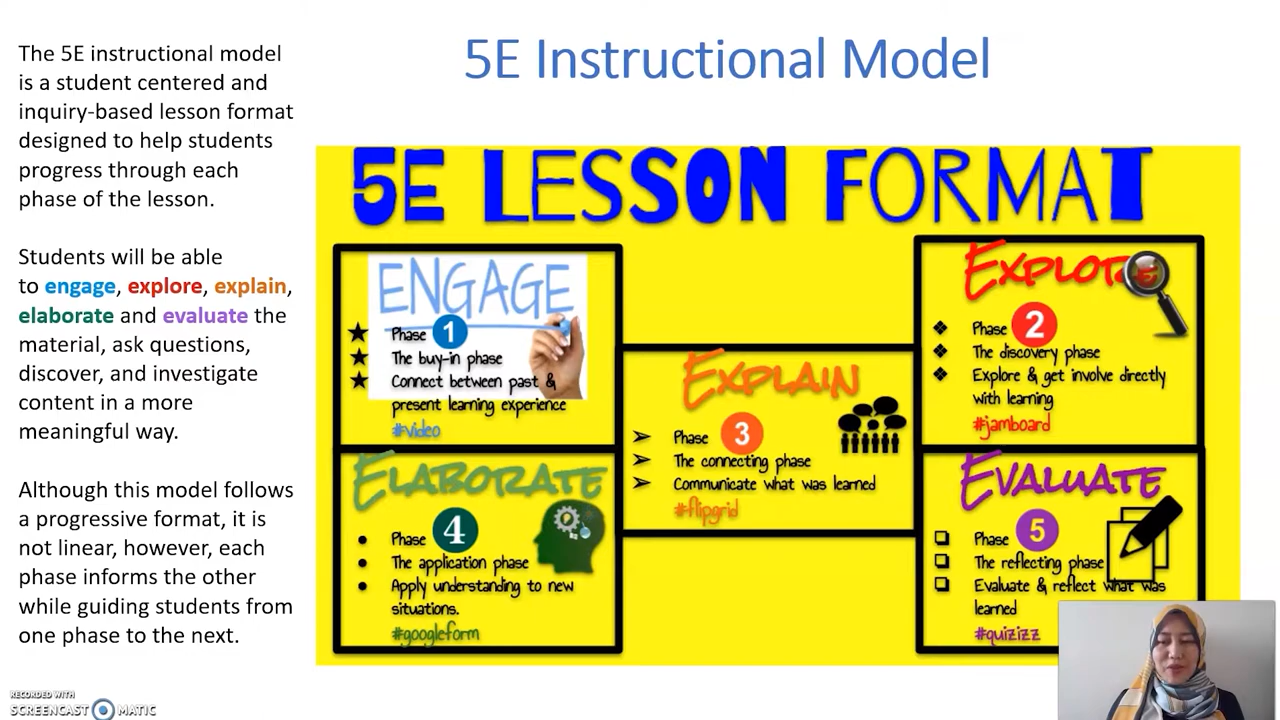 5E Instructional Model
The 5E instructional model
is a student centered and
inquiry-based lesson format
designed to help students
progress through each
phase of the lesson.
Students will be able
to engage, explore, explain,
elaborate and evaluate the
material, ask questions,
discover, and investigate
content in a more
meaningful way.
Although this model follows
a progressive format, it is
not linear, however, each
phase informs the other
while guiding students from
one phase to the next.
5E LESSON FORMAT
ENGAGE
Phase 1
The buy-in phase
Connect between past &
present learning experience
#video
EXPLORE
Phase 2
The discovery phase
Explore & get involve directly
with learning
#jamboard
EXPLAIN
Phase 3
The connecting phase
Communicate what was learned
#flipgrid
ELABORATE
Phase 4
The application phase
Apply understanding to new
situations.
#googleform
EVALUATE
Phase 5
The reflecting phase
Evaluate & reflect what was
learned
#quizizz
RECORDED WITH
SCREENCAST MATIC